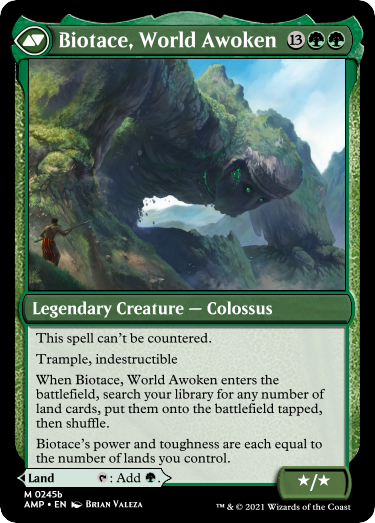 Biotace, World Awoken 13
Legendary Creature — Colossus
This spell can't be countered.
Trample, indestructible
When Biotace, World Awoken enters the
battlefield, search your library for any number of
land cards, put them onto the battlefield tapped,
then shuffle.
Biotace's power and toughness are each equal to
the number of lands you control.
Land : Add .
★/★
M 0245b
AMP • EN Brian Valeza
™ & © 2021 Wizards of the Coast